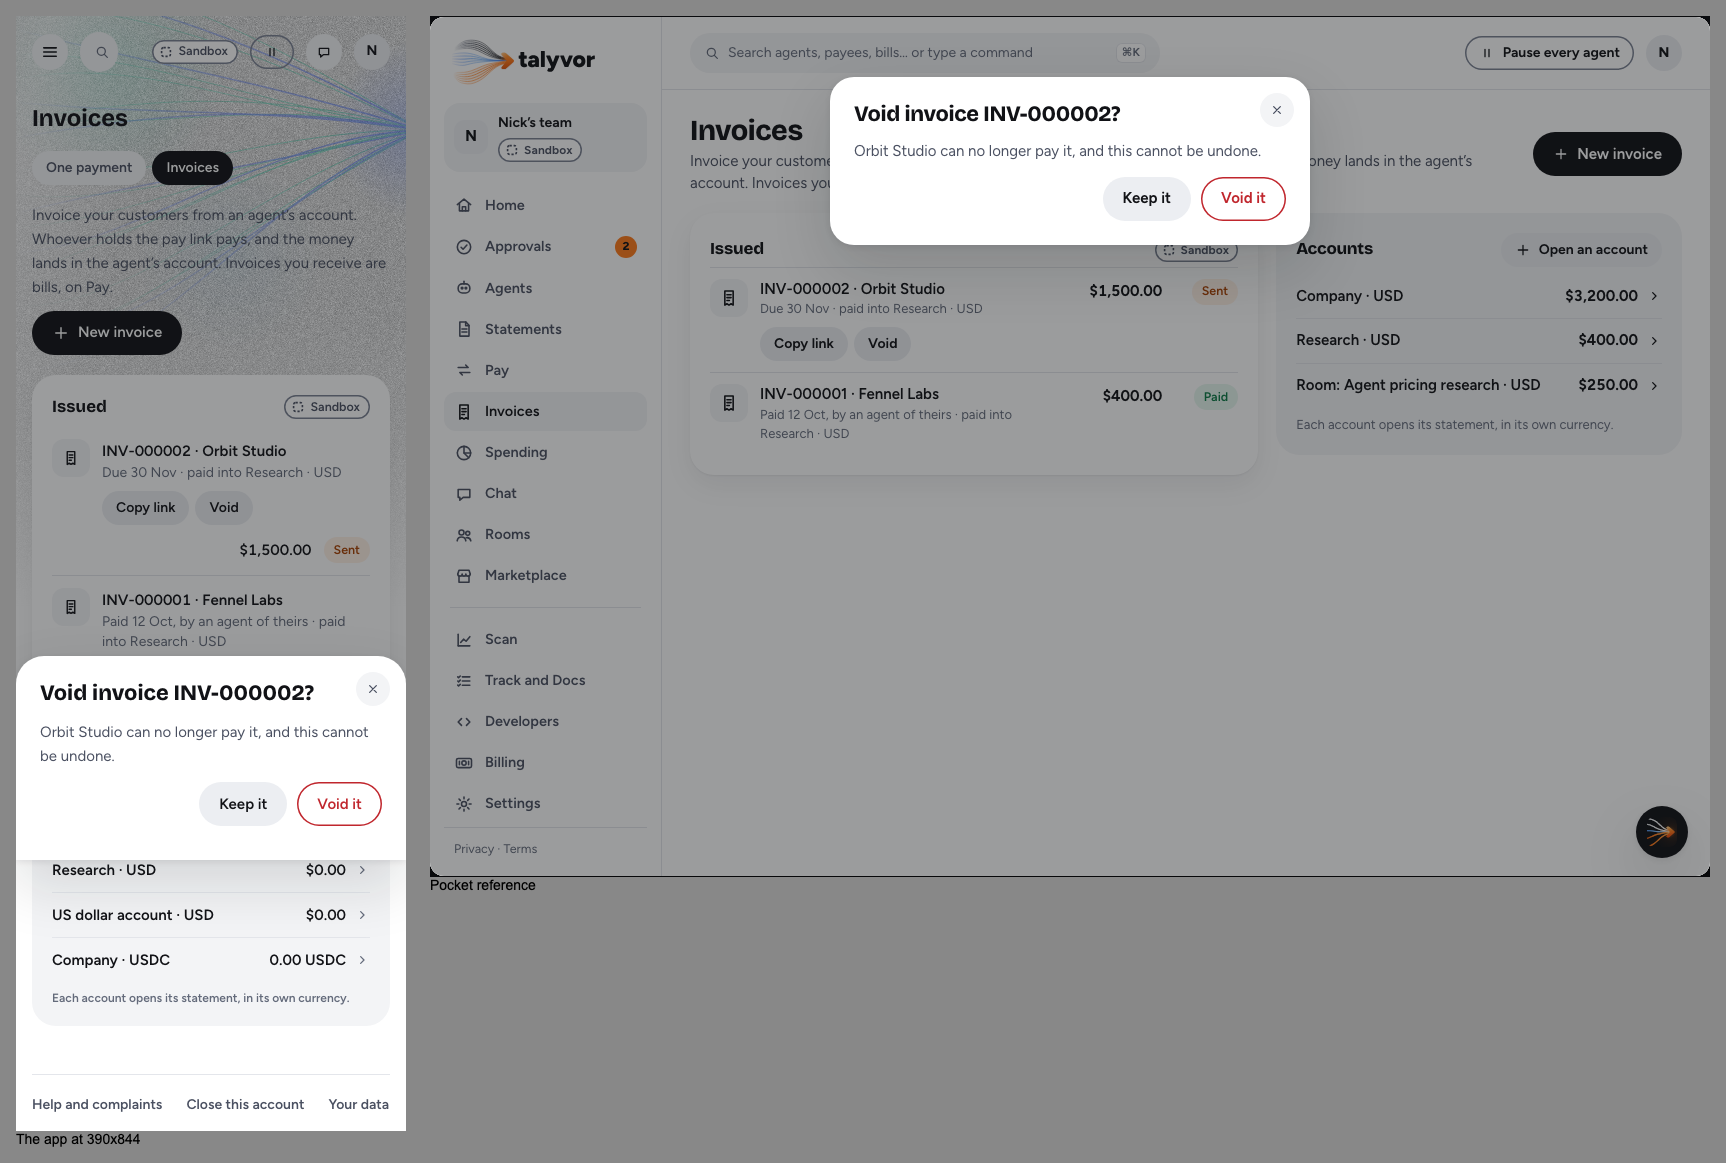 Sandbox
N
Invoices
One payment
Invoices
Invoice your customers from an agent's account.
Whoever holds the pay link pays, and the money
lands in the agent's account. Invoices you receive are
bills, on Pay.
New invoice
Issued
Sandbox
INV-000002 · Orbit Studio
Due 30 Nov · paid into Research · USD
Copy link
Void
$1,500.00
Sent
INV-000001 · Fennel Labs
Paid 12 Oct, by an agent of theirs · paid
into Research · USD
Void invoice INV-000002?
Orbit Studio can no longer pay it, and this cannot
be undone.
Keep it
Void it
Research · USD
$0.00
US dollar account · USD
$0.00
Company · USDC
0.00 USDC
Each account opens its statement, in its own currency.
Help and complaints
Close this account
Your data
The app at 390x844
talyvor
N
Nick's team
Sandbox
Home
Approvals
2
Agents
Statements
Pay
Invoices
Spending
Chat
Rooms
Marketplace
Scan
Track and Docs
Developers
Billing
Settings
Privacy · Terms
Search agents, payees, bills... or type a command
⌘K
Pause every agent
N
Void invoice INV-000002?
Orbit Studio can no longer pay it, and this cannot be undone.
Keep it
Void it
Invoices
Invoice your custome
oney lands in the agent's
account. Invoices you
New invoice
Issued
Sandbox
INV-000002 · Orbit Studio
Due 30 Nov · paid into Research · USD
$1,500.00
Sent
Copy link
Void
INV-000001 · Fennel Labs
Paid 12 Oct, by an agent of theirs · paid into
Research · USD
$400.00
Paid
Accounts
Open an account
Company · USD
$3,200.00
Research · USD
$400.00
Room: Agent pricing research · USD
$250.00
Each account opens its statement, in its own currency.
Pocket reference